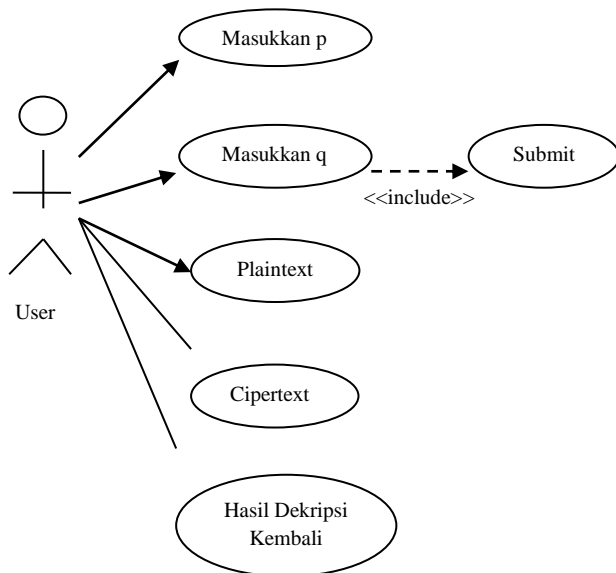 Masukkan p
Masukkan q
Submit
<<include>>
Plaintext
User
Cipertext
Hasil Dekripsi
Kembali